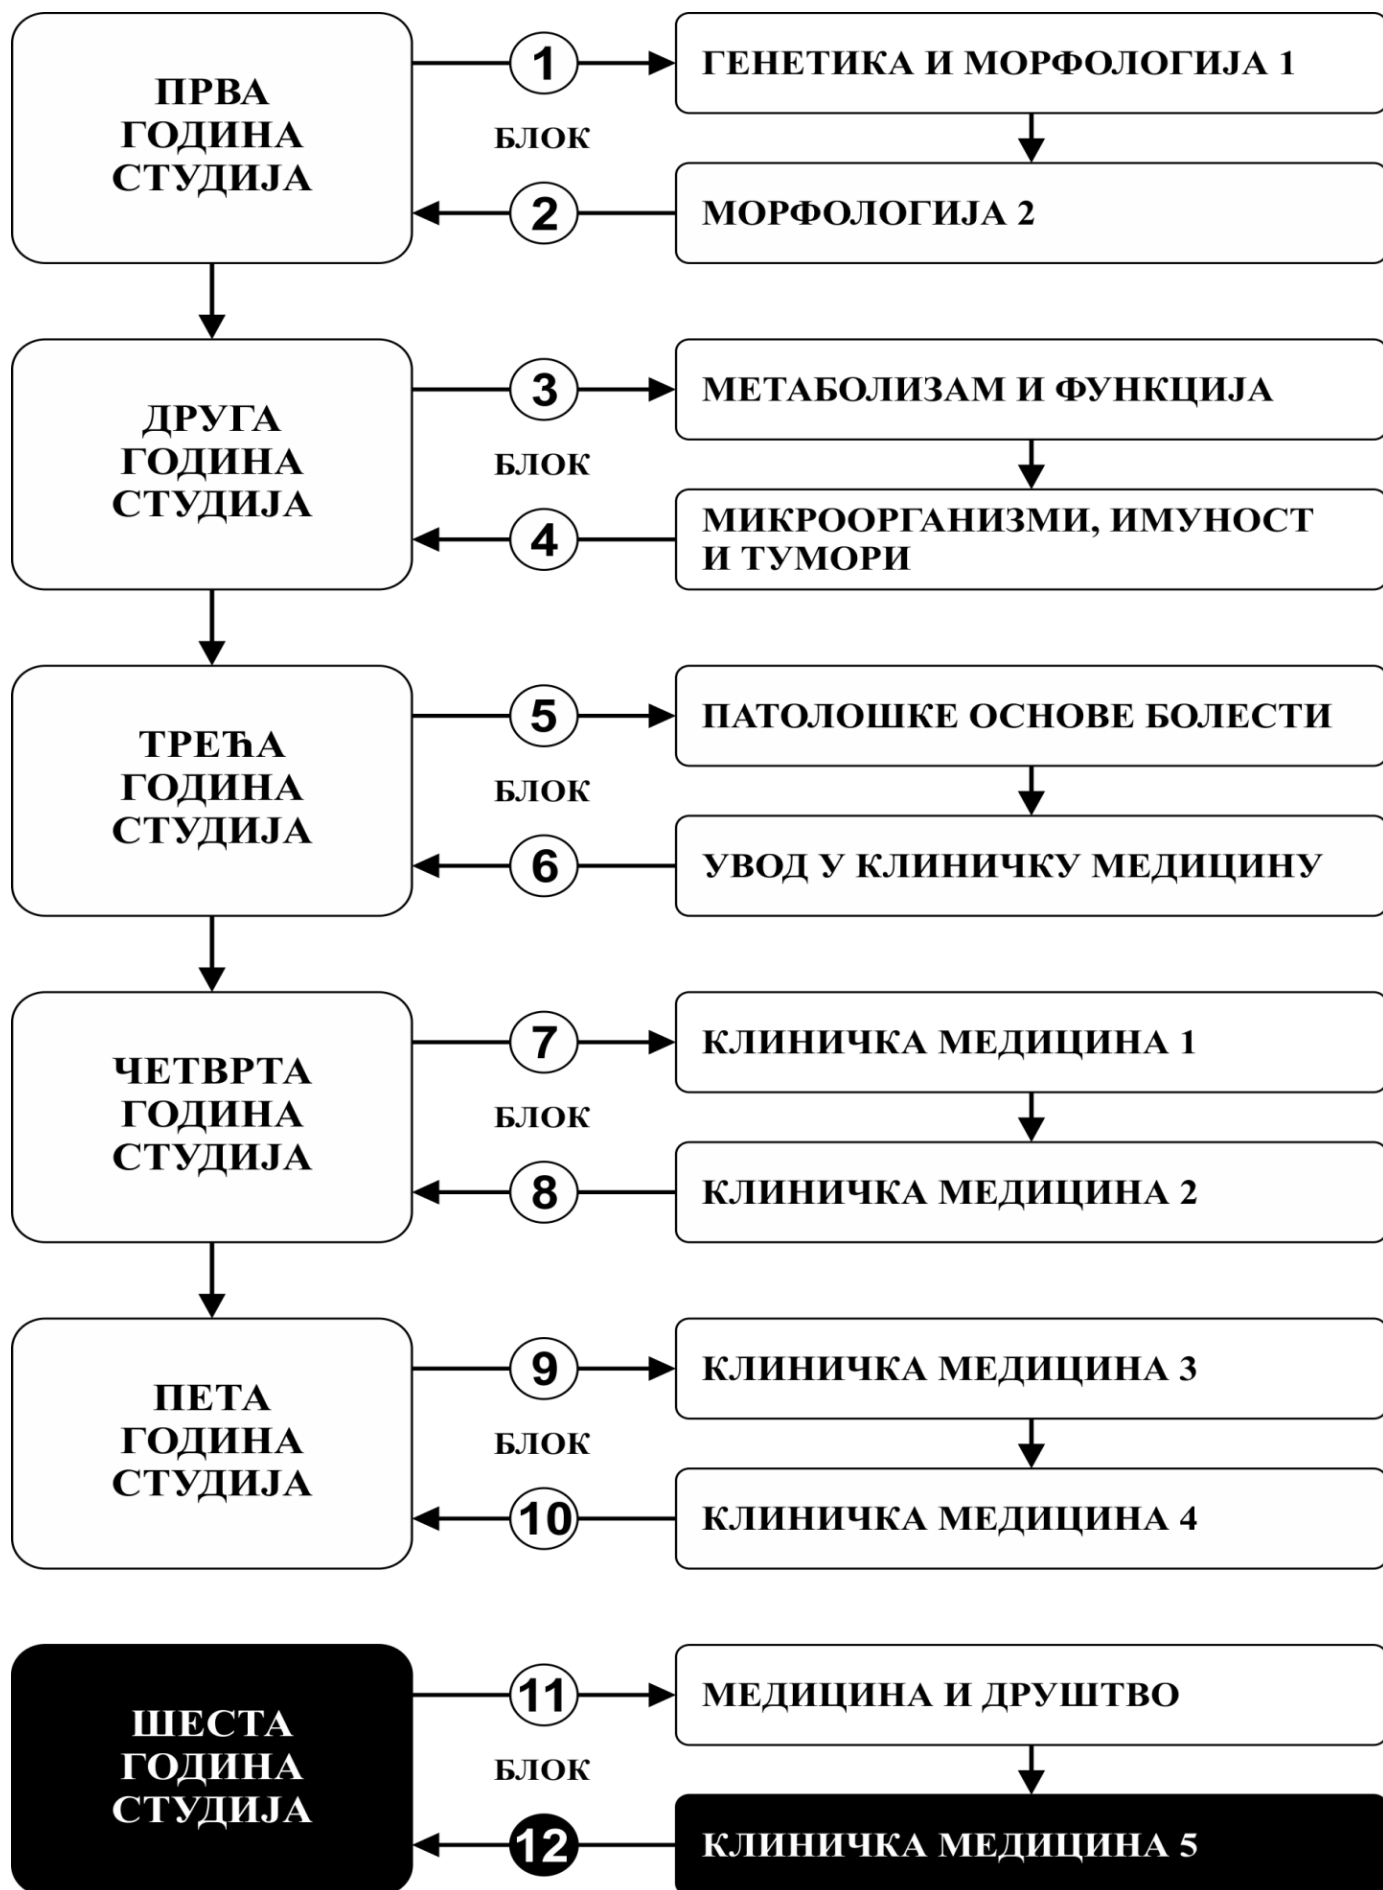 ПРВА
ГОДИНА
СТУДИЈА
1
БЛОК
2
ГЕНЕТИКА И МОРФОЛОГИЈА 1
МОРФОЛОГИЈА 2
ДРУГА
ГОДИНА
СТУДИЈА
3
БЛОК
4
МЕТАБОЛИЗАМ И ФУНКЦИЈА
МИКРООРГАНИЗМИ, ИМУНОСТ
И ТУМОРИ
ТРЕЋА
ГОДИНА
СТУДИЈА
5
БЛОК
6
ПАТОЛОШКЕ ОСНОВЕ БОЛЕСТИ
УВОД У КЛИНИЧКУ МЕДИЦИНУ
ЧЕТВРТА
ГОДИНА
СТУДИЈА
7
БЛОК
8
КЛИНИЧКА МЕДИЦИНА 1
КЛИНИЧКА МЕДИЦИНА 2
ПЕТА
ГОДИНА
СТУДИЈА
9
БЛОК
10
КЛИНИЧКА МЕДИЦИНА 3
КЛИНИЧКА МЕДИЦИНА 4
ШЕСТА
ГОДИНА
СТУДИЈА
11
БЛОК
12
МЕДИЦИНА И ДРУШТВО
КЛИНИЧКА МЕДИЦИНА 5